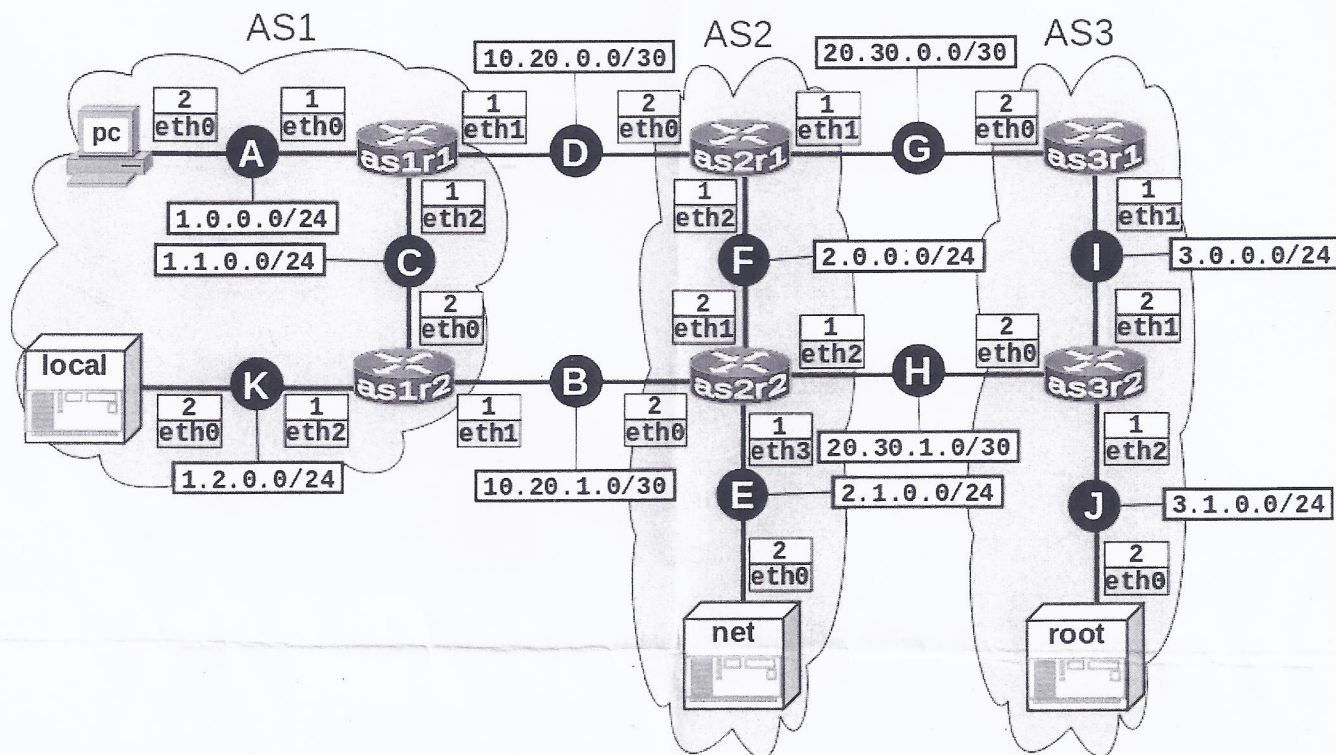 AS1
AS2
AS3
10.20.0.0/30
20.30.0.0/30
pc
2
eth0
A
1
eth0
as1r1
1
eth1
D
2
eth0
as2r1
1
eth1
G
2
eth0
as3r1
1.0.0.0/24
1
eth2
1
eth2
1
eth1
1.1.0.0/24
C
F
2.0.0.0/24
I
3.0.0.0/24
2
eth0
2
eth1
2
eth1
local
2
eth0
K
1
eth2
as1r2
1
eth1
B
2
eth0
as2r2
1
eth2
H
2
eth0
as3r2
1.2.0.0/24
10.20.1.0/30
1
eth3
20.30.1.0/30
1
eth2
E
2.1.0.0/24
J
3.1.0.0/24
2
eth0
2
eth0
net
root